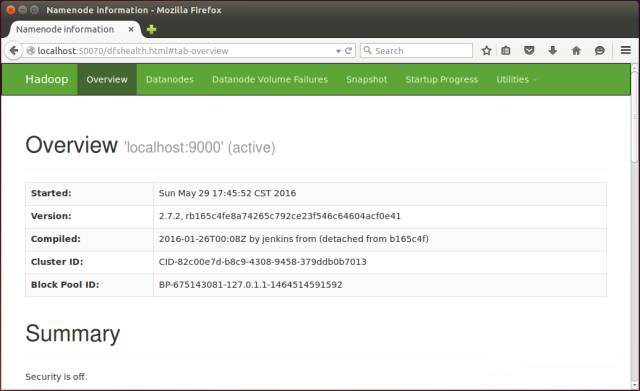 Namenode information - Mozilla Firefox
Namenode information
localhost:50070/dfshealth.html#tab-overview
Search
Hadoop Overview Datanodes Datanode Volume Failures Snapshot Startup Progress Utilities
Overview 'localhost:9000' (active)
Started: Sun May 29 17:45:52 CST 2016
Version: 2.7.2, rb165c4fe8a74265c792ce23f546c64604acf0e41
Compiled: 2016-01-26T00:08Z by jenkins from (detached from b165c4f)
Cluster ID: CID-82c00e7d-b8c9-4308-9458-379ddb0b7013
Block Pool ID: BP-675143081-127.0.1.1-1464514591592
Summary
Security is off.